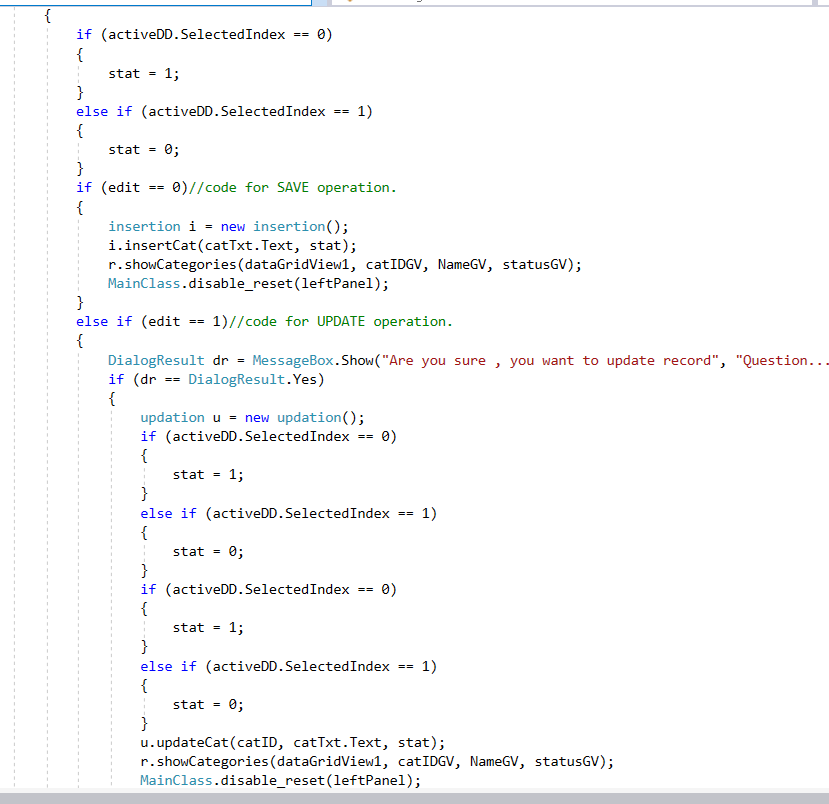 {
if (activeDD.SelectedIndex == 0)
{
stat = 1;
}
else if (activeDD.SelectedIndex == 1)
{
stat = 0;
}
if (edit == 0)//code for SAVE operation.
{
insertion i = new insertion();
i.insertCat(catTxt.Text, stat);
r.showCategories(dataGridView1, catIDGV, NameGV, statusGV);
MainClass.disable_reset(leftPanel);
}
else if (edit == 1)//code for UPDATE operation.
{
DialogResult dr = MessageBox.Show("Are you sure , you want to update record", "Question...
if (dr == DialogResult.Yes)
{
updation u = new updation();
if (activeDD.SelectedIndex == 0)
{
stat = 1;
}
else if (activeDD.SelectedIndex == 1)
{
stat = 0;
}
if (activeDD.SelectedIndex == 0)
{
stat = 1;
}
else if (activeDD.SelectedIndex == 1)
{
stat = 0;
}
u.updateCat(catID, catTxt.Text, stat);
r.showCategories(dataGridView1, catIDGV, NameGV, statusGV);
MainClass.disable_reset(leftPanel);